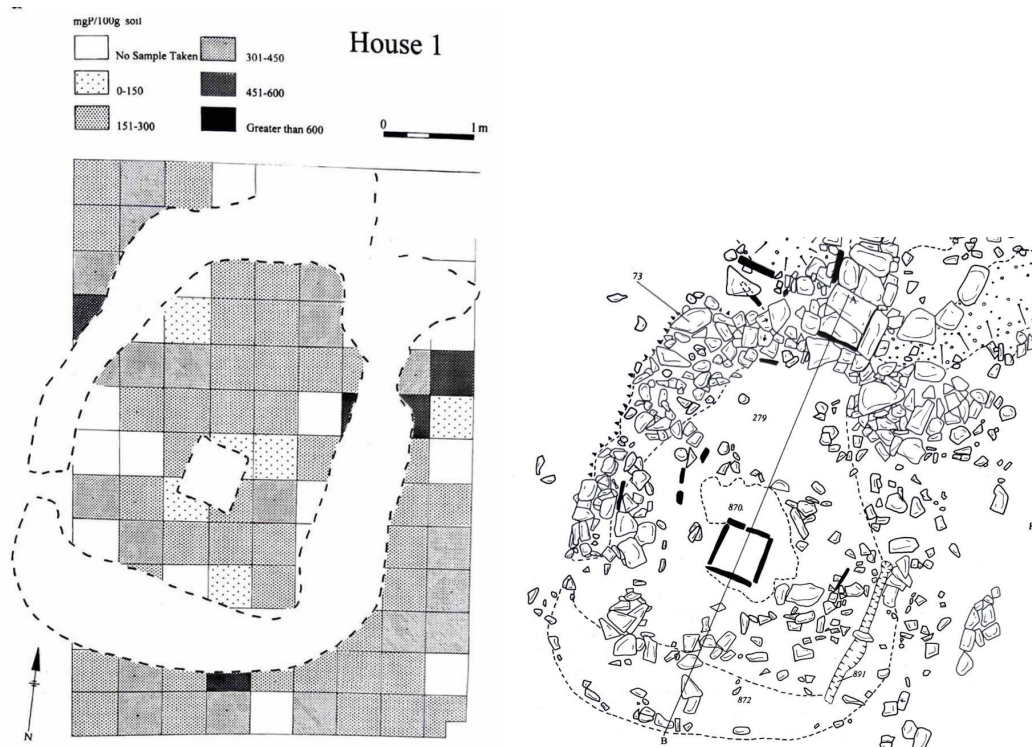 mgP/100g soil
House 1
No Sample Taken
301-450
0-150
451-600
151-300
Greater than 600
0 1 m
N
73
279
870.
891
872
B